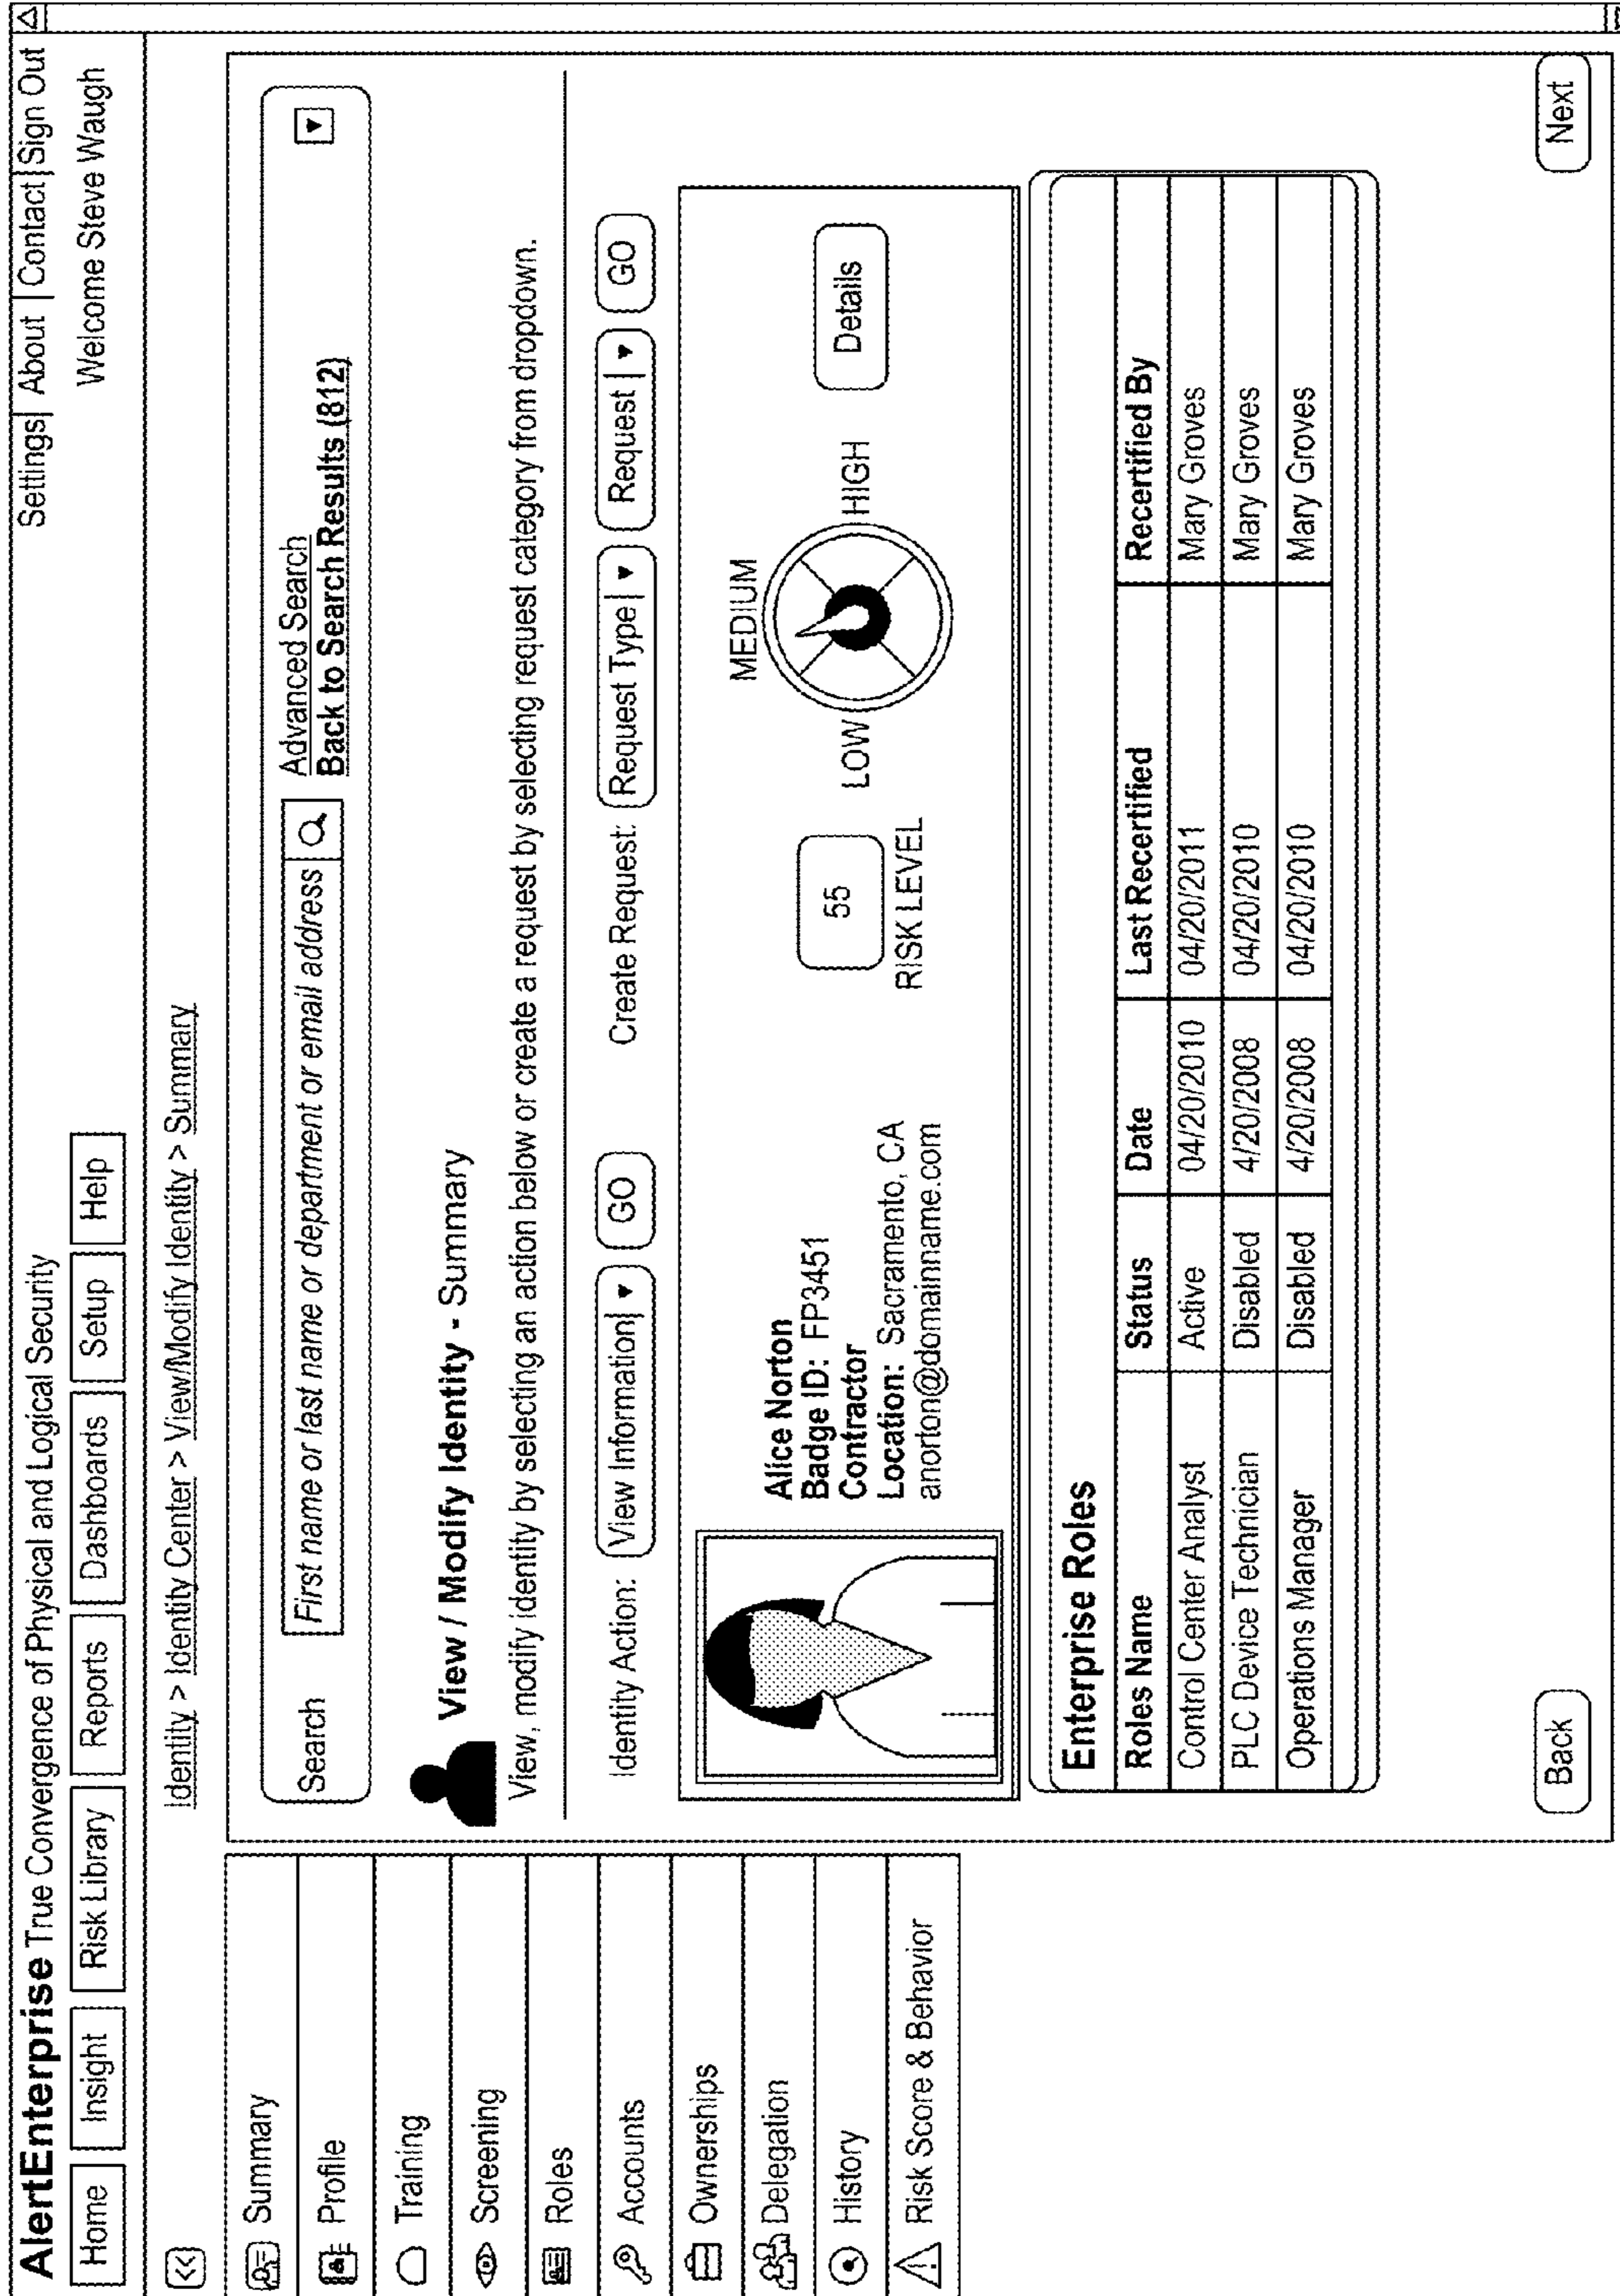 AlertEnterprise True Convergence of Physical and Logical Security
Settings| About | Contact | Sign Out
Home Insight Risk Library Reports Dashboards Setup Help
Welcome Steve Waugh
<<
Identity > Identity Center > View/Modify Identity > Summary
Summary
Profile
Training
Screening
Roles
Accounts
Ownerships
Delegation
History
Risk Score & Behavior
Search First name or last name or department or email address Advanced Search
Back to Search Results (812)
View / Modify Identity - Summary
View, modify identity by selecting an action below or create a request by selecting request category from dropdown.
Identity Action: View Information| GO Create Request: Request Type| Request | GO
Alice Norton
Badge ID: FP3451
Contractor
Location: Sacramento, CA
anorton@domainname.com
55
RISK LEVEL
MEDIUM
LOW HIGH
Details
Enterprise Roles
Roles Name Status Date Last Recertified Recertified By
Control Center Analyst Active 04/20/2010 04/20/2011 Mary Groves
PLC Device Technician Disabled 4/20/2008 04/20/2010 Mary Groves
Operations Manager Disabled 4/20/2008 04/20/2010 Mary Groves
Back Next